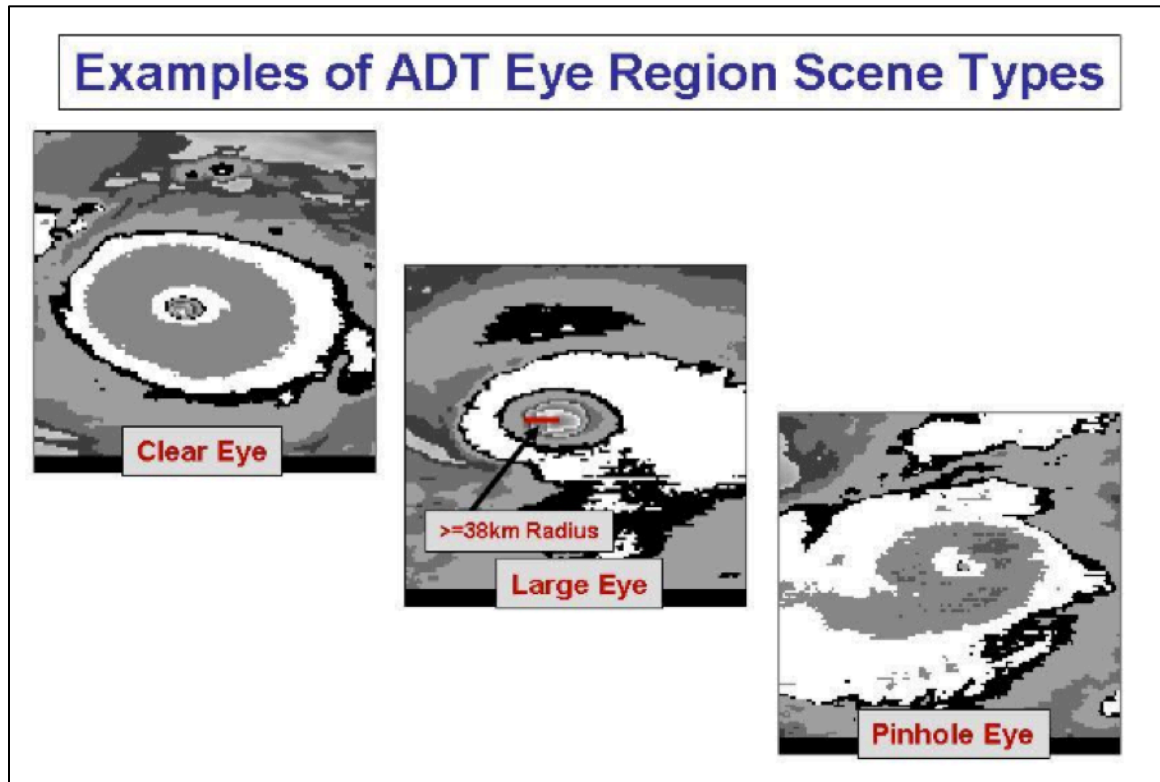 Examples of ADT Eye Region Scene Types
Clear Eye
>=38km Radius
Large Eye
Pinhole Eye